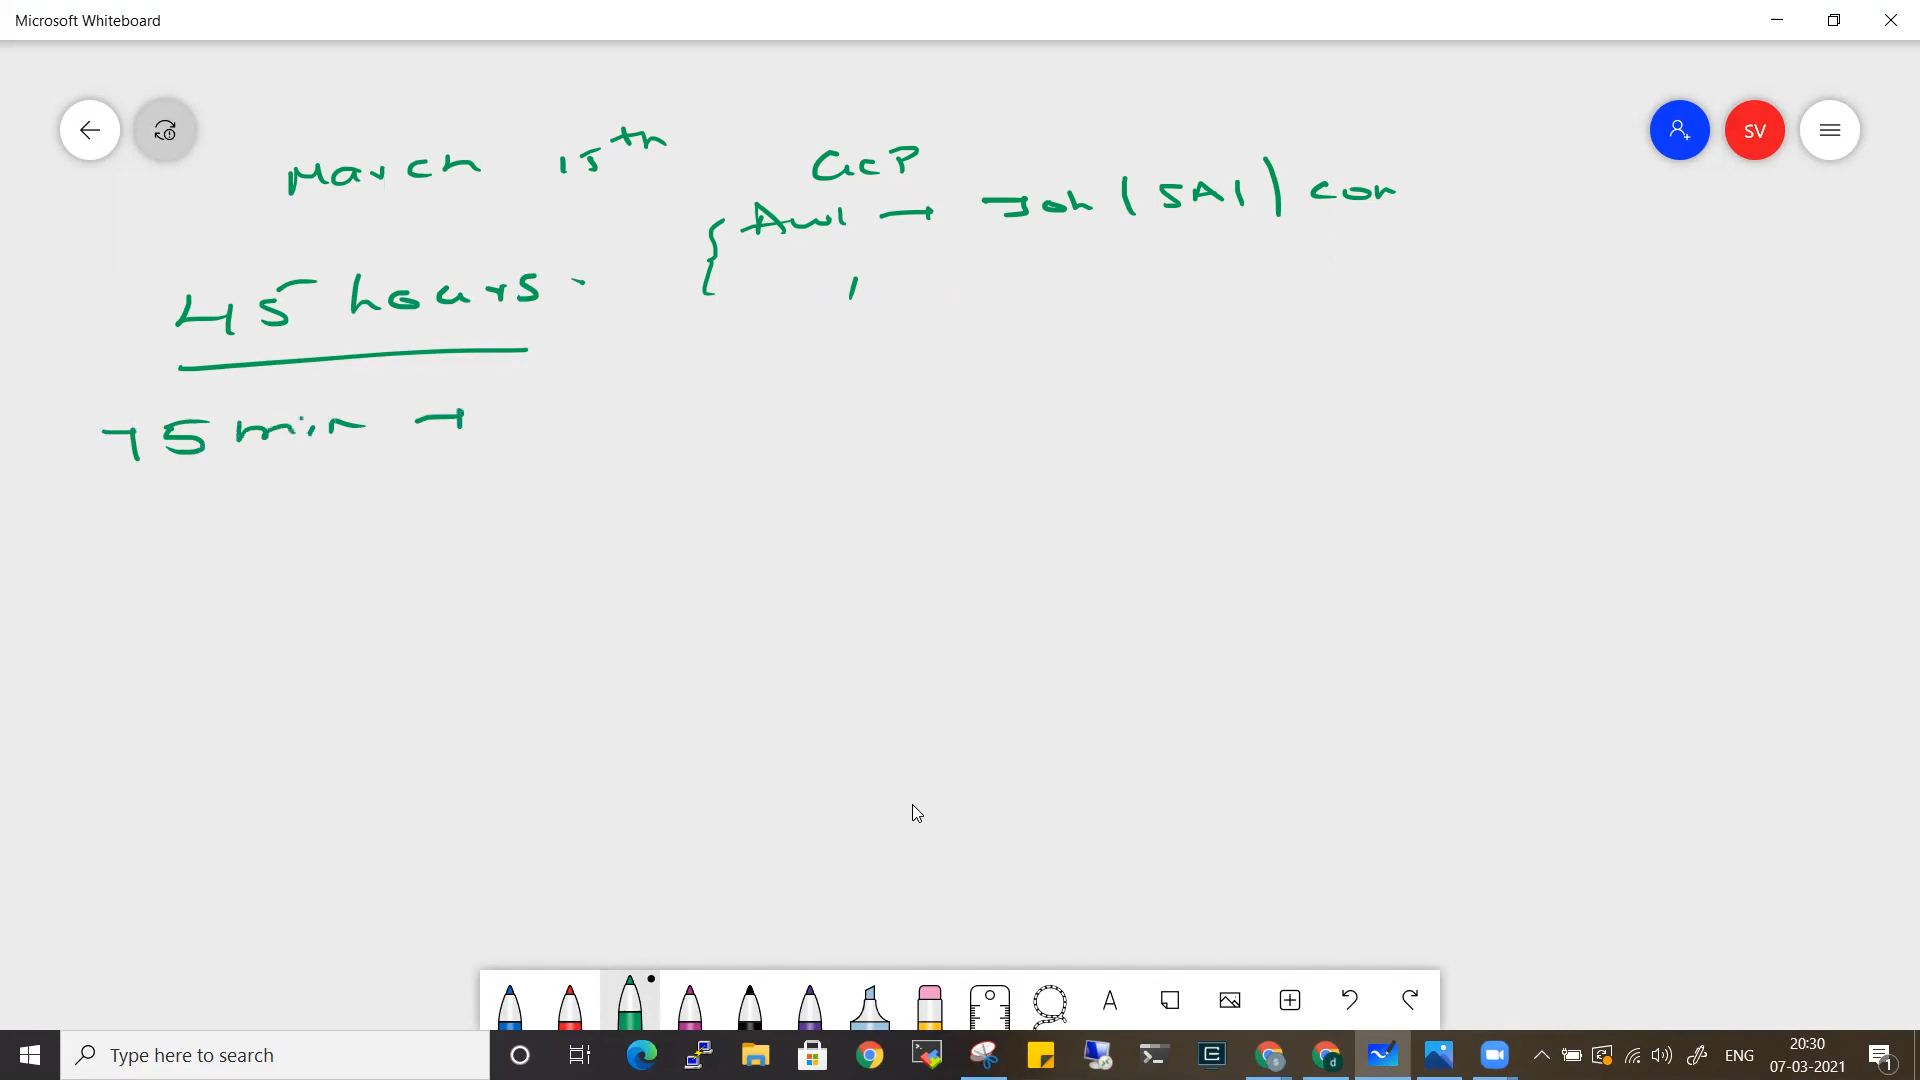 Microsoft Whiteboard
SV
March 15th
GCP
Aws → Job (SAI) con
45 hours.
75 min →
Type here to search
ENG
20:30
07-03-2021
1